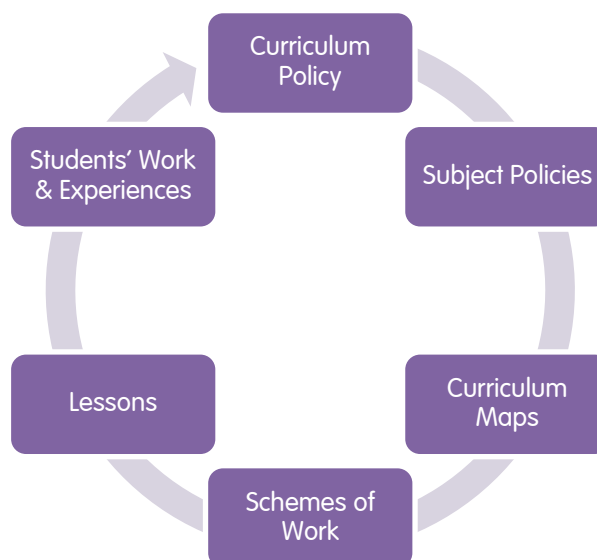 Curriculum
Policy
Subject Policies
Curriculum
Maps
Schemes of
Work
Lessons
Students’ Work
& Experiences